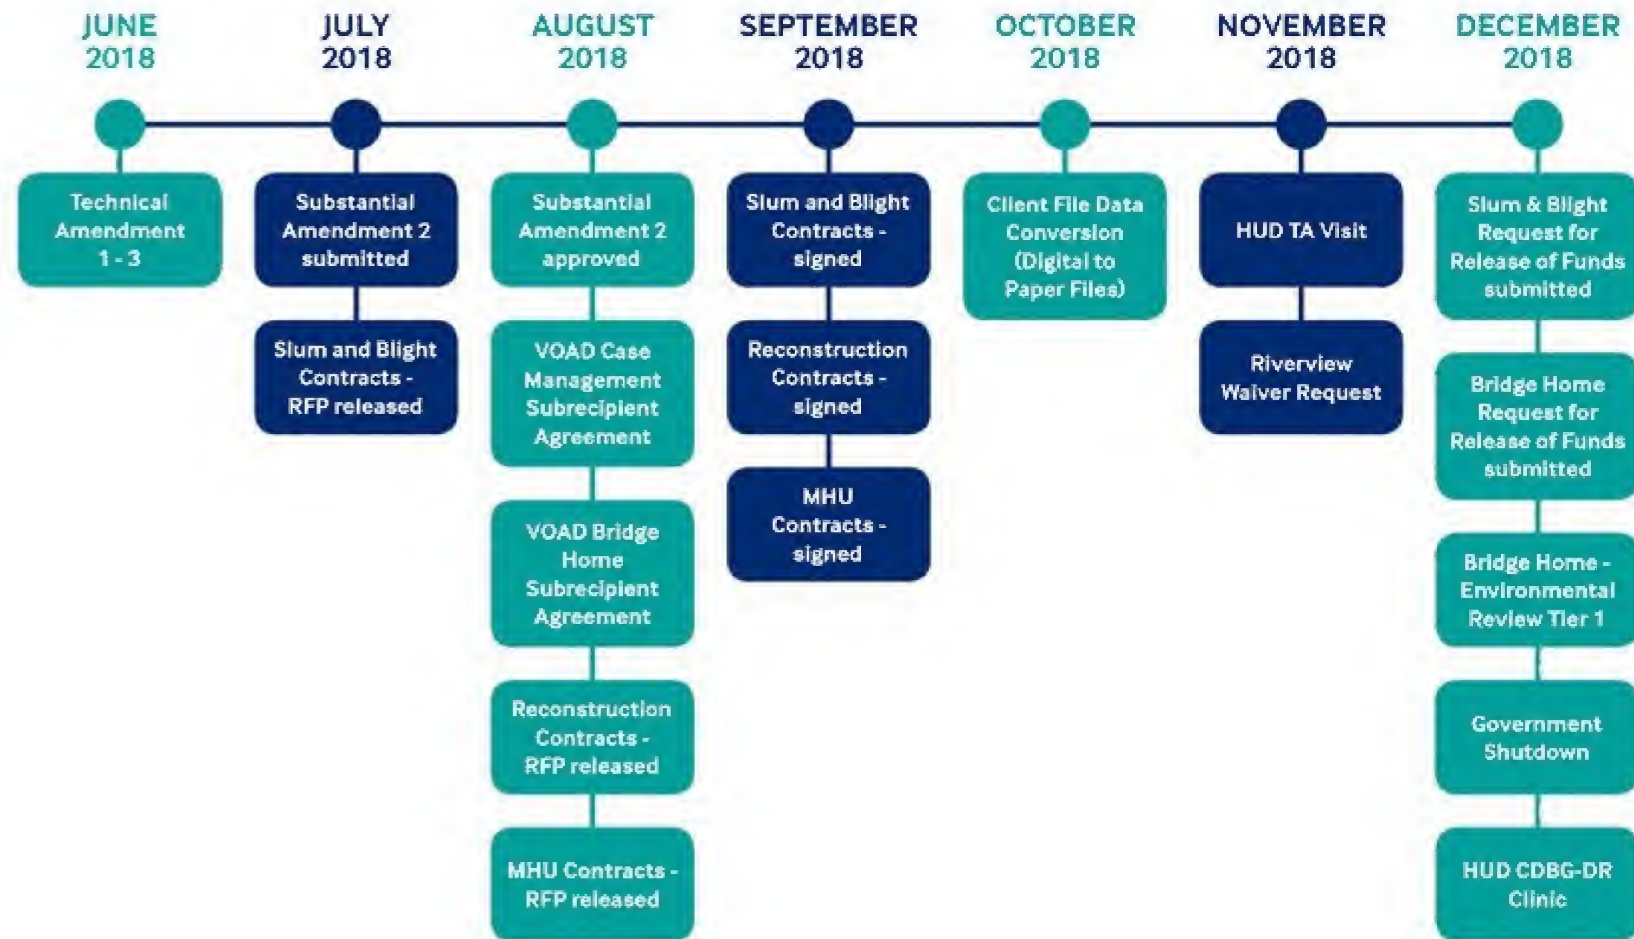 JUNE
2018
JULY
2018
AUGUST
2018
SEPTEMBER
2018
OCTOBER
2018
NOVEMBER
2018
DECEMBER
2018
Technical
Amendment
1 - 3
Substantial
Amendment 2
submitted
Slum and Blight
Contracts -
RFP released
Substantial
Amendment 2
approved
VOAD Case
Management
Subrecipient
Agreement
VOAD Bridge
Home
Subrecipient
Agreement
Reconstruction
Contracts -
RFP released
MHU Contracts -
RFP released
Slum and Blight
Contracts -
signed
Reconstruction
Contracts -
signed
MHU
Contracts -
signed
Client File Data
Conversion
(Digital to
Paper Files)
HUD TA Visit
Riverview
Waiver Request
Slum & Blight
Request for
Release of Funds
submitted
Bridge Home
Request for
Release of Funds
submitted
Bridge Home -
Environmental
Review Tier 1
Government
Shutdown
HUD CDBG-DR
Clinic